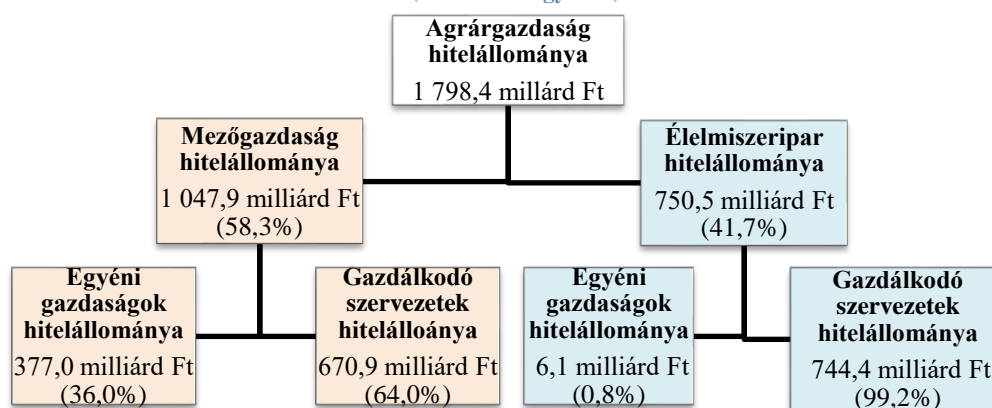 Agrárgazdaság
hitelállománya
1 798,4 millárd Ft
Mezőgazdaság
hitelállománya
1 047,9 milliárd Ft
(58,3%)
Élelmiszeripar
hitelállománya
750,5 milliárd Ft
(41,7%)
Egyéni
gazdaságok
hitelállománya
377,0 milliárd Ft
(36,0%)
Gazdálkodó
szervezetek
hitelálloánya
670,9 milliárd Ft
(64,0%)
Egyéni
gazdaságok
hitelállománya
6,1 milliárd Ft
(0,8%)
Gazdálkodó
szervezetek
hitelállománya
744,4 milliárd Ft
(99,2%)